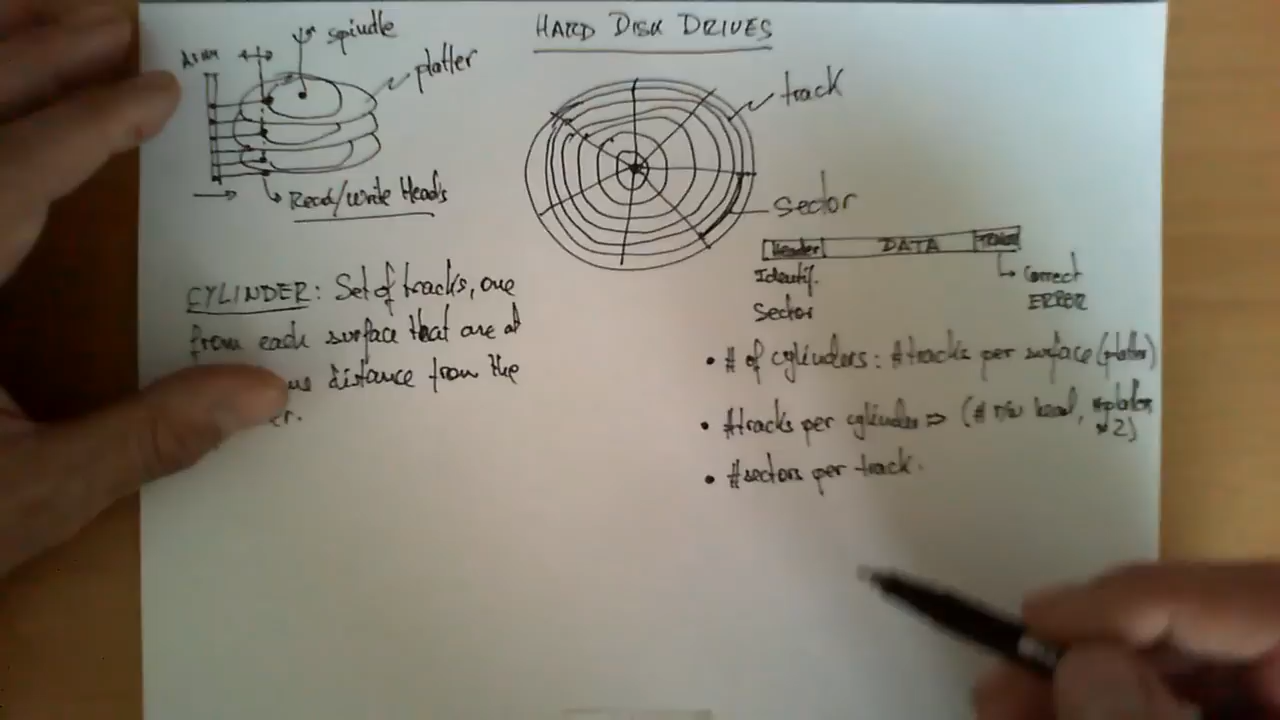 HARD DISK DRIVES
Arm
spindle
platter
Read/Write Heads
track
sector
Header DATA
Identif.
Sector
Correct
ERROR
CYLINDER: Set of tracks, one
from each surface that are at
distance from the
• # of cylinders: #tracks per surface (platter)
• #tracks per cylinder ⇒ (# r/w head, #platters
*2)
• #sectors per track.